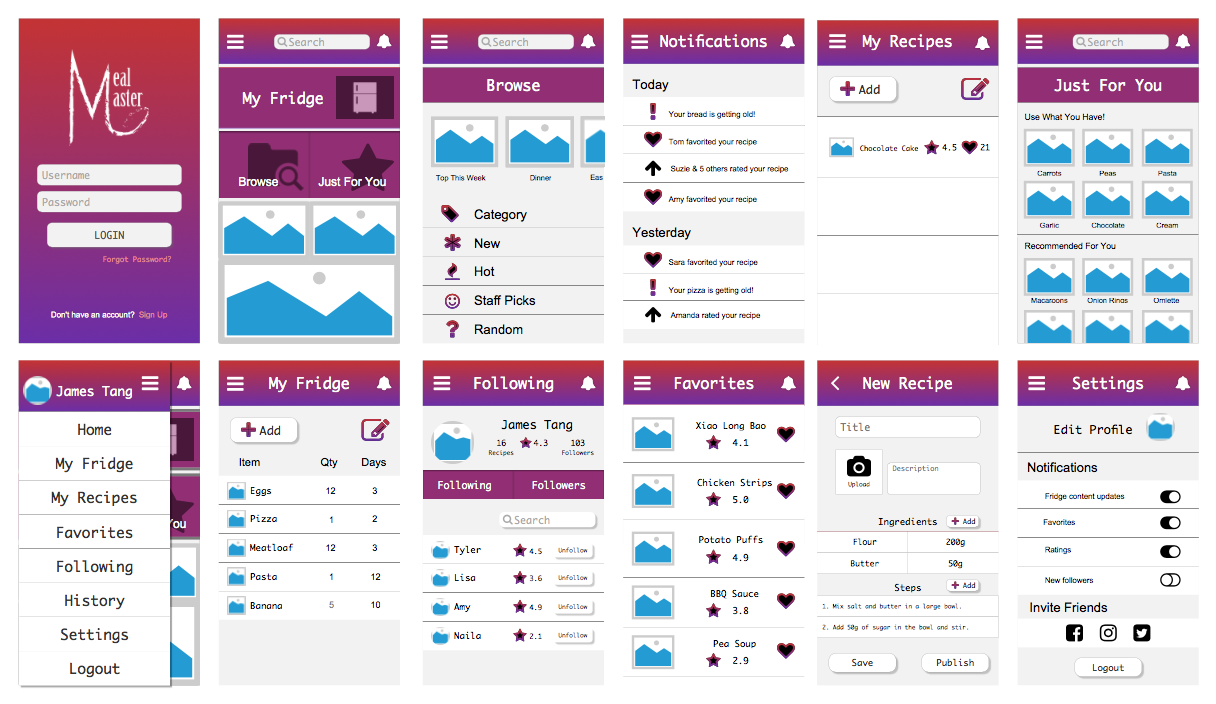 Meal
Master
Username
Password
LOGIN
Forgot Password?
Don't have an account? Sign Up
Search
My Fridge
Browse
Just For You
Search
Browse
Top This Week
Dinner
Eas
Category
New
Hot
Staff Picks
Random
Notifications
Today
Your bread is getting old!
Tom favorited your recipe
Suzie & 5 others rated your recipe
Amy favorited your recipe
Yesterday
Sara favorited your recipe
Your pizza is getting old!
Amanda rated your recipe
My Recipes
Add
Chocolate Cake 4.5 21
Search
Just For You
Use What You Have!
Carrots Peas Pasta
Garlic Chocolate Cream
Recommended For You
Macaroons Onion Rings Omlette
James Tang
Home
My Fridge
My Recipes
Favorites
You
Following
History
Settings
Logout
My Fridge
Add
Item Qty Days
Eggs 12 3
Pizza 1 2
Meatloaf 12 3
Pasta 1 12
Banana 5 10
Following
James Tang
16 4.3 103
Recipes Followers
Following Followers
Search
Tyler 4.5 Unfollow
Lisa 3.6 Unfollow
Amy 4.9 Unfollow
Naila 2.1 Unfollow
Favorites
Xiao Long Bao
4.1
Chicken Strips
5.0
Potato Puffs
4.9
BBQ Sauce
3.8
Pea Soup
2.9
New Recipe
Title
Upload
Description
Ingredients Add
Flour 200g
Butter 50g
Steps Add
1. Mix salt and butter in a large bowl.
2. Add 50g of sugar in the bowl and stir.
Save Publish
Settings
Edit Profile
Notifications
Fridge content updates
Favorites
Ratings
New followers
Invite Friends
Logout